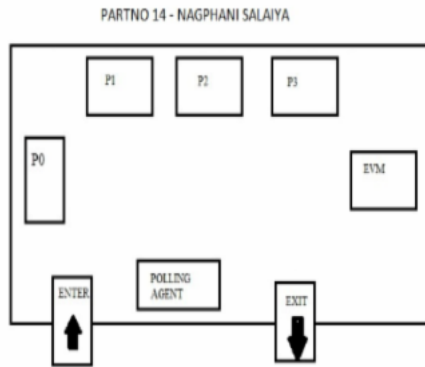 PARTNO 14 - NAGPHANI SALAIYA
P1
P2
P3
P0
EVM
POLLING
AGENT
ENTER
EXIT